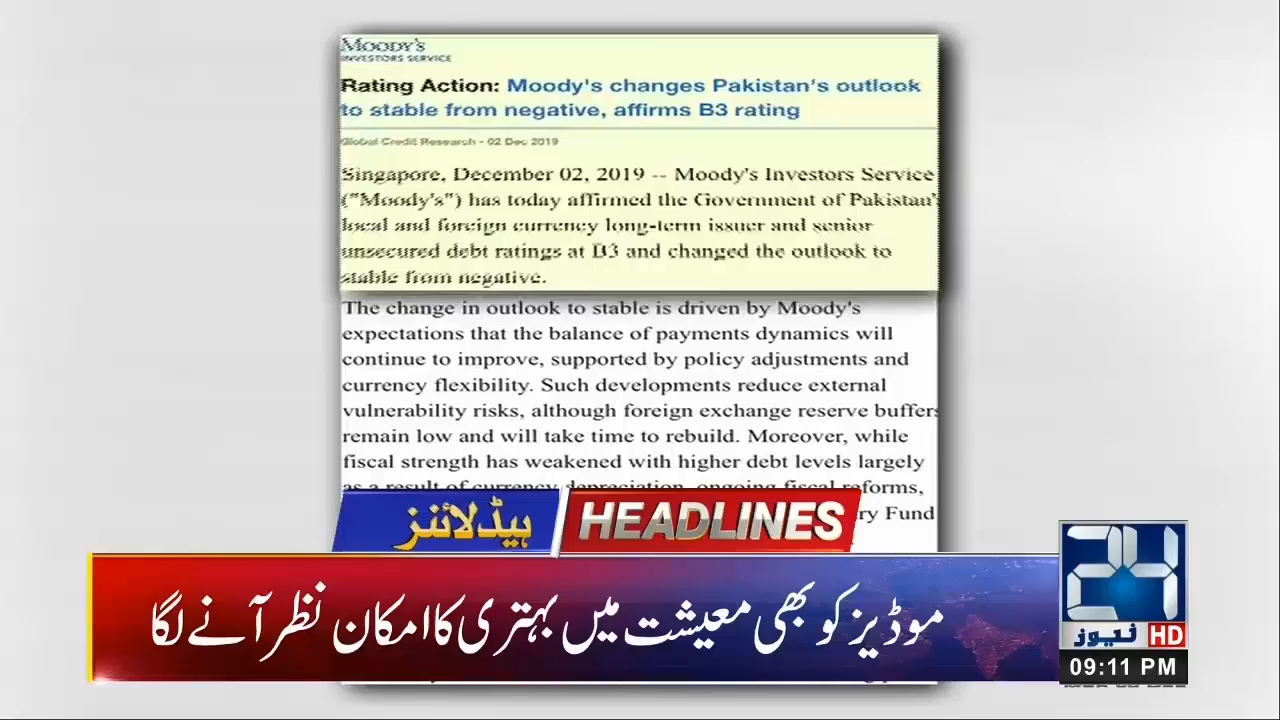 MOODY'S
INVESTORS SERVICE
Rating Action: Moody's changes Pakistan's outlook
to stable from negative, affirms B3 rating
Global Credit Research - 02 Dec 2019
Singapore, December 02, 2019 -- Moody's Investors Service
("Moody's") has today affirmed the Government of Pakistan's
local and foreign currency long-term issuer and senior
unsecured debt ratings at B3 and changed the outlook to
stable from negative.
The change in outlook to stable is driven by Moody's
expectations that the balance of payments dynamics will
continue to improve, supported by policy adjustments and
currency flexibility. Such developments reduce external
vulnerability risks, although foreign exchange reserve buffers
remain low and will take time to rebuild. Moreover, while
fiscal strength has weakened with higher debt levels largely
as a result of currency depreciation, ongoing fiscal reforms,
ry Fund
ہیڈلائنز HEADLINES
موڈیز کو بھی معیشت میں بہتری کا امکان نظر آنے لگا
24
نیوز HD
09:11 PM